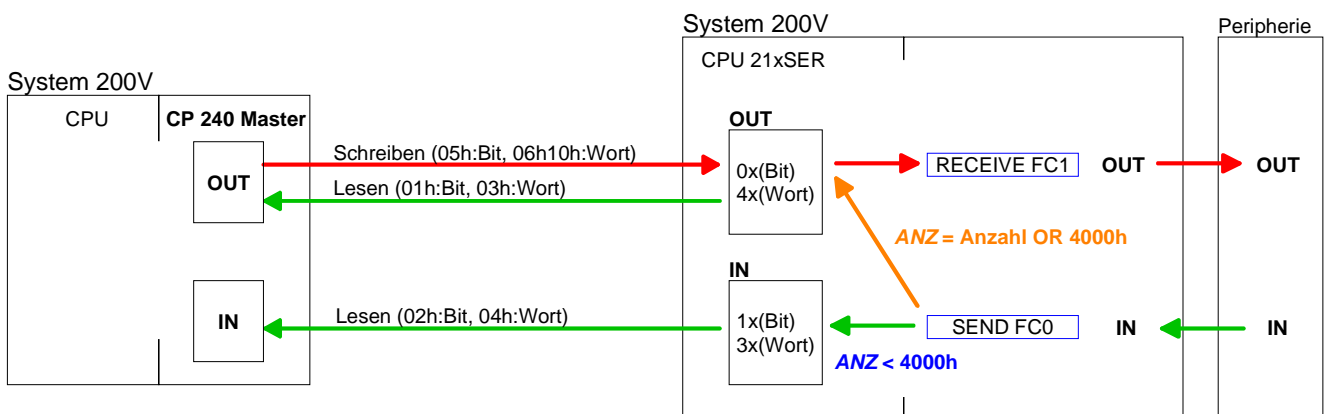 System 200V
Peripherie
CPU 21xSER
System 200V
CPU
CP 240 Master
OUT
Schreiben (05h:Bit, 06h10h:Wort)
OUT
Lesen (01h:Bit, 03h:Wort)
0x(Bit)
4x(Wort)
RECEIVE FC1
OUT
OUT
ANZ = Anzahl OR 4000h
IN
IN
Lesen (02h:Bit, 04h:Wort)
1x(Bit)
3x(Wort)
SEND FC0
IN
IN
ANZ < 4000h